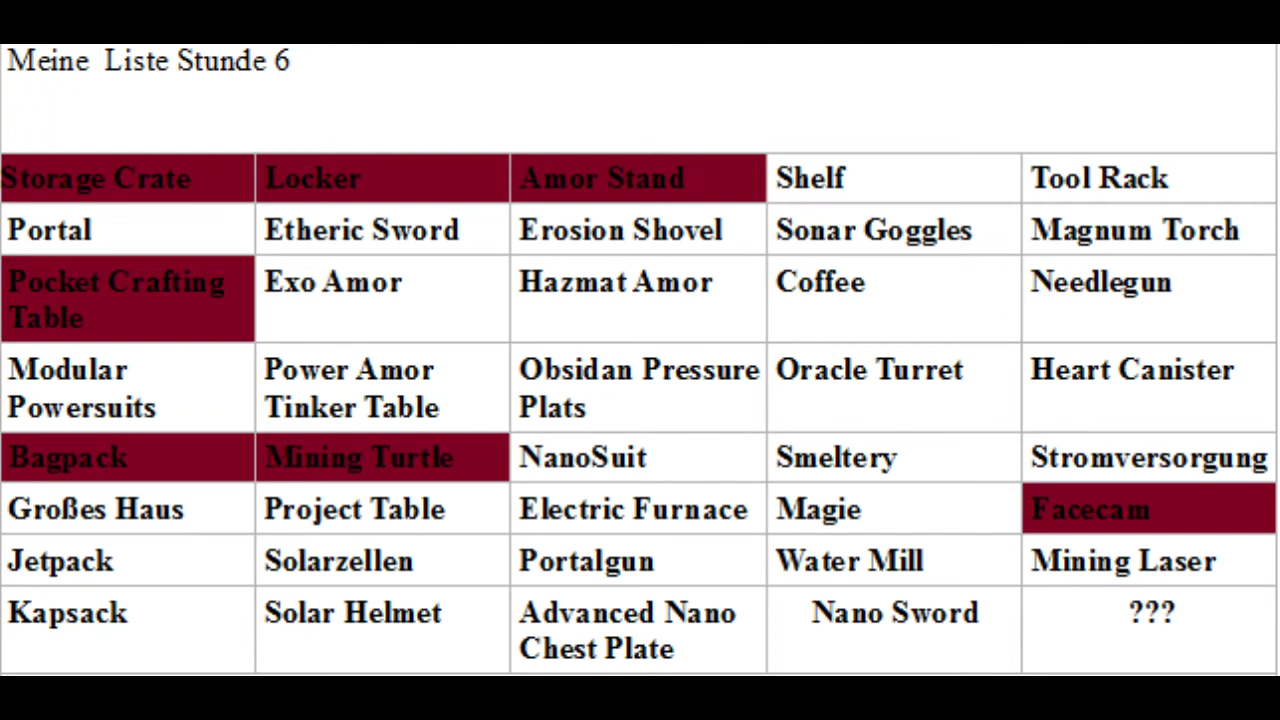 Meine Liste Stunde 6
Storage Crate Locker Amor Stand Shelf Tool Rack
Portal Etheric Sword Erosion Shovel Sonar Goggles Magnum Torch
Pocket Crafting Exo Amor Hazmat Amor Coffee Needlegun
Table
Modular Power Amor Obsidan Pressure Oracle Turret Heart Canister
Powersuits Tinker Table Plats
Bagpack Mining Turtle NanoSuit Smeltery Stromversorgung
Großes Haus Project Table Electric Furnace Magie Facecam
Jetpack Solarzellen Portalgun Water Mill Mining Laser
Kapsack Solar Helmet Advanced Nano Nano Sword ???
Chest Plate